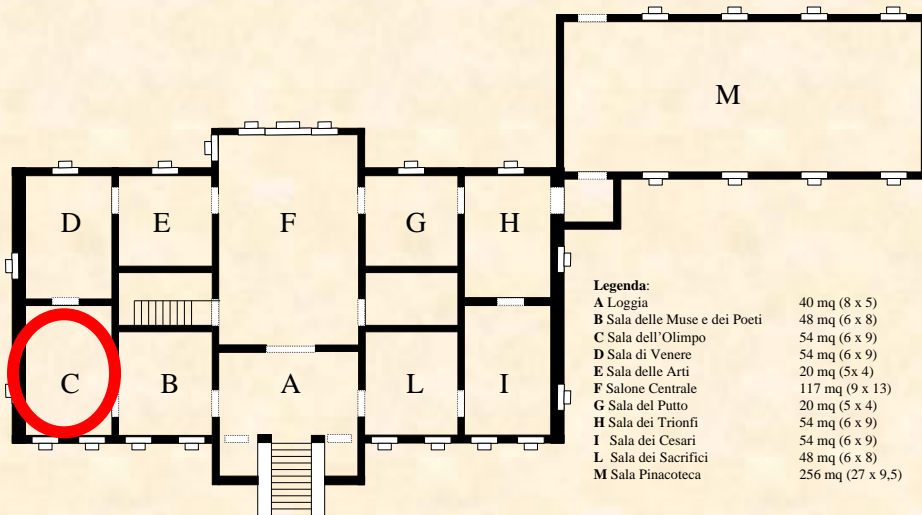 M
D E F G H
C B A L I
Legenda:
A Loggia 40 mq (8 x 5)
B Sala delle Muse e dei Poeti 48 mq (6 x 8)
C Sala dell'Olimpo 54 mq (6 x 9)
D Sala di Venere 54 mq (6 x 9)
E Sala delle Arti 20 mq (5x 4)
F Salone Centrale 117 mq (9 x 13)
G Sala del Putto 20 mq (5 x 4)
H Sala dei Trionfi 54 mq (6 x 9)
I Sala dei Cesari 54 mq (6 x 9)
L Sala dei Sacrifici 48 mq (6 x 8)
M Sala Pinacoteca 256 mq (27 x 9,5)